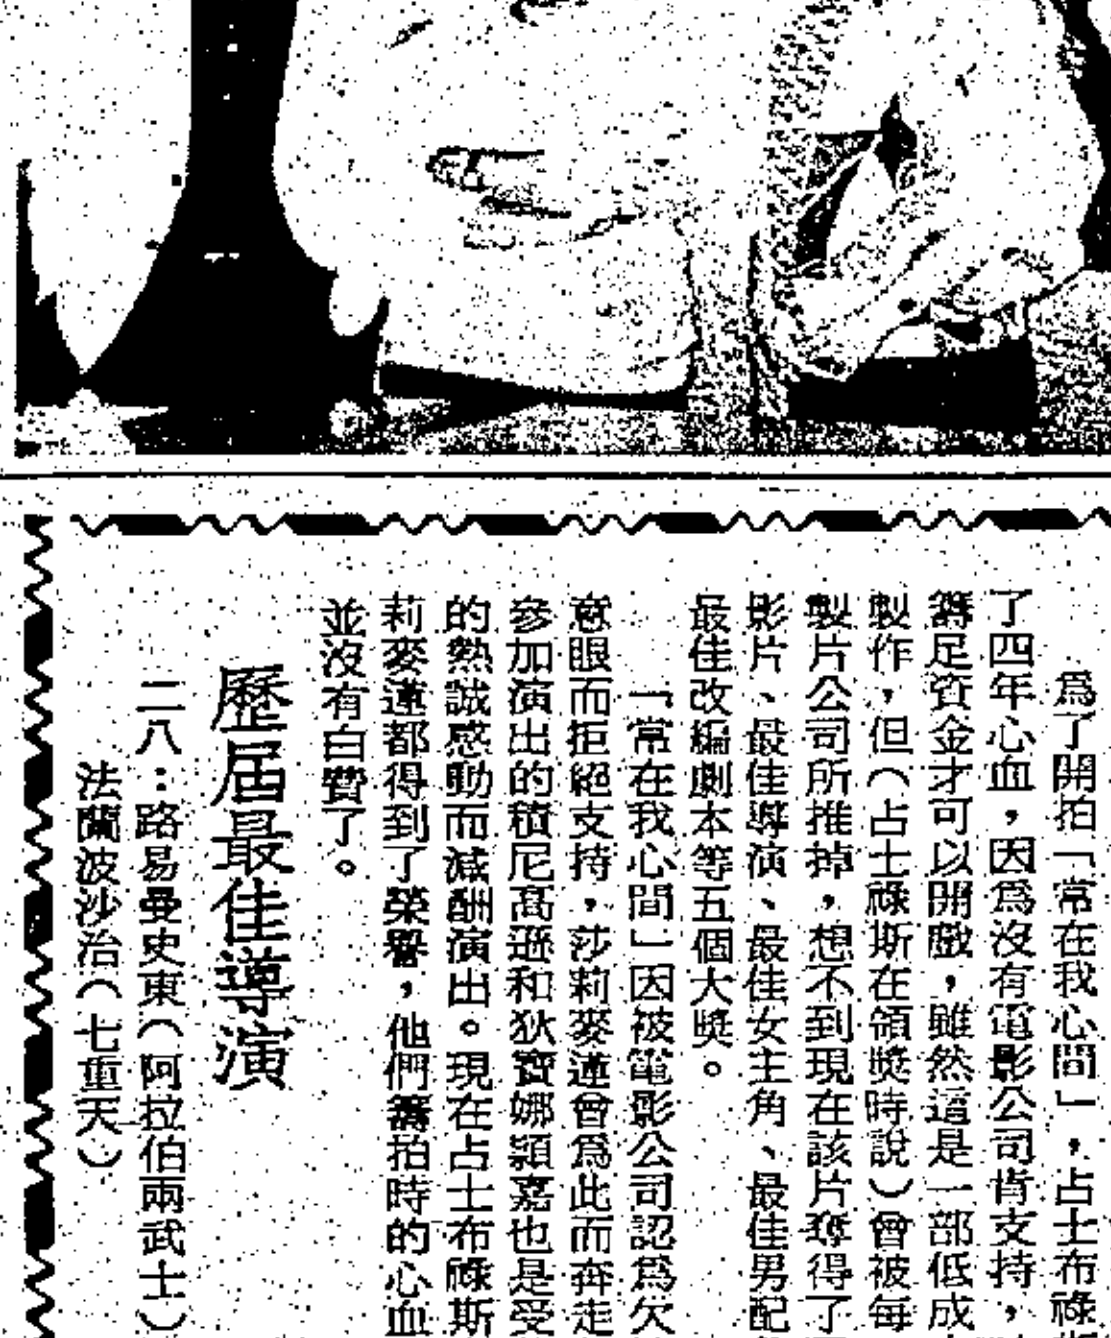 爲了開拍「常在我心間」，占士布祿
了四年心血，因爲沒有電影公司肯支持，
籌足資金才可以開戲，雖然這是一部低成
製作，但（占士祿斯在領獎時說）曾被每
製片公司所推掉，想不到現在該片奪得了
影片、最佳導演、最佳女主角、最佳男配
最佳改編劇本等五個大獎。
「常在我心間」因被電影公司認爲欠
意眼而拒絕支持，莎莉麥蓮曾爲此而奔走
參加演出的積尼高遜和狄寶娜穎嘉也是受
的熱誠感動而減酬演出。現在占士布祿斯
莉麥蓮都得到了榮譽，他們籌拍時的心血
並沒有白費了。
歷屆最佳導演
二八：路易曼史東（阿拉伯兩武士）
法蘭波沙治（七重天）